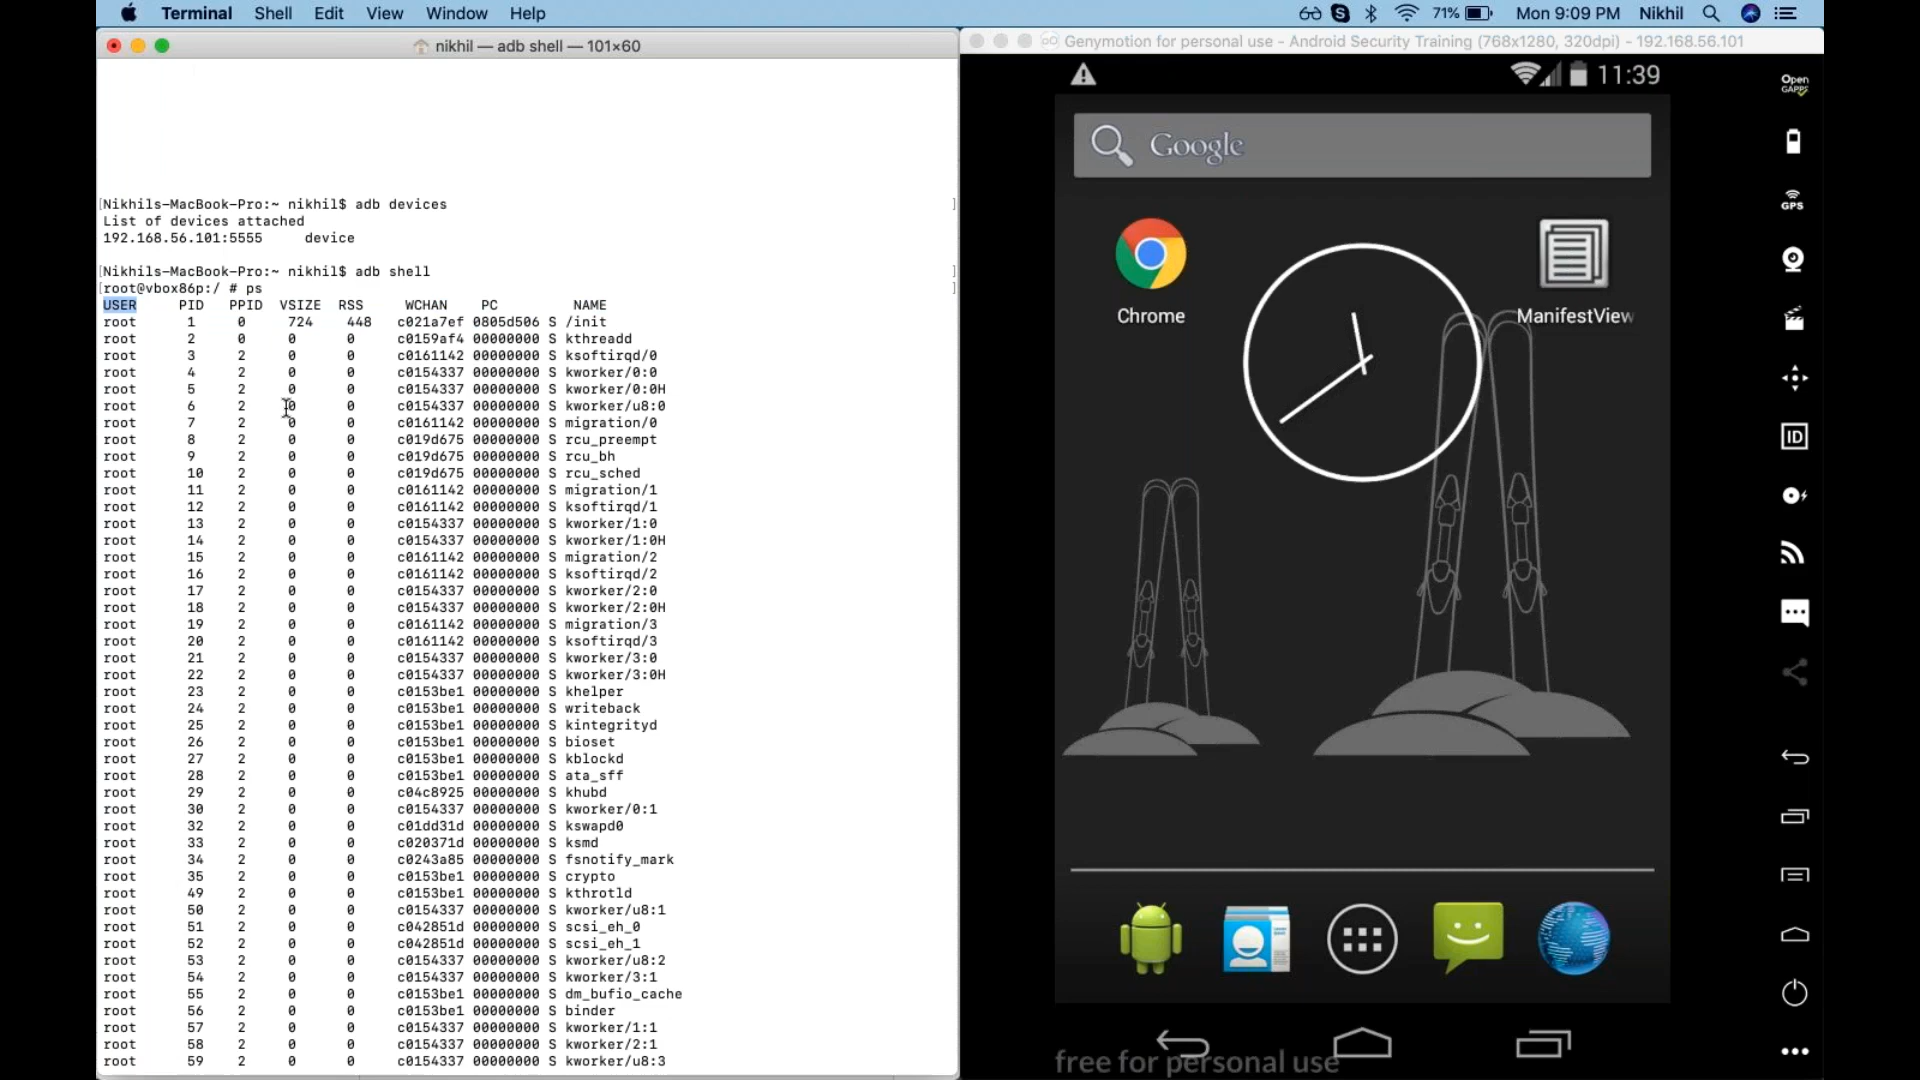 Terminal Shell Edit View Window Help 71% Mon 9:09 PM Nikhil
nikhil — adb shell — 101×60
[Nikhils-MacBook-Pro:~ nikhil$ adb devices ]
List of devices attached
192.168.56.101:5555 device
[Nikhils-MacBook-Pro:~ nikhil$ adb shell ]
[root@vbox86p:/ # ps ]
USER PID PPID VSIZE RSS WCHAN PC NAME
root 1 0 724 448 c021a7ef 0805d506 S /init
root 2 0 0 0 c0159af4 00000000 S kthreadd
root 3 2 0 0 c0161142 00000000 S ksoftirqd/0
root 4 2 0 0 c0154337 00000000 S kworker/0:0
root 5 2 0 0 c0154337 00000000 S kworker/0:0H
root 6 2 0 0 c0154337 00000000 S kworker/u8:0
root 7 2 0 0 c0161142 00000000 S migration/0
root 8 2 0 0 c019d675 00000000 S rcu_preempt
root 9 2 0 0 c019d675 00000000 S rcu_bh
root 10 2 0 0 c019d675 00000000 S rcu_sched
root 11 2 0 0 c0161142 00000000 S migration/1
root 12 2 0 0 c0161142 00000000 S ksoftirqd/1
root 13 2 0 0 c0154337 00000000 S kworker/1:0
root 14 2 0 0 c0154337 00000000 S kworker/1:0H
root 15 2 0 0 c0161142 00000000 S migration/2
root 16 2 0 0 c0161142 00000000 S ksoftirqd/2
root 17 2 0 0 c0154337 00000000 S kworker/2:0
root 18 2 0 0 c0154337 00000000 S kworker/2:0H
root 19 2 0 0 c0161142 00000000 S migration/3
root 20 2 0 0 c0161142 00000000 S ksoftirqd/3
root 21 2 0 0 c0154337 00000000 S kworker/3:0
root 22 2 0 0 c0154337 00000000 S kworker/3:0H
root 23 2 0 0 c0153be1 00000000 S khelper
root 24 2 0 0 c0153be1 00000000 S writeback
root 25 2 0 0 c0153be1 00000000 S kintegrityd
root 26 2 0 0 c0153be1 00000000 S bioset
root 27 2 0 0 c0153be1 00000000 S kblockd
root 28 2 0 0 c0153be1 00000000 S ata_sff
root 29 2 0 0 c04c8925 00000000 S khubd
root 30 2 0 0 c0154337 00000000 S kworker/0:1
root 32 2 0 0 c01dd31d 00000000 S kswapd0
root 33 2 0 0 c020371d 00000000 S ksmd
root 34 2 0 0 c0243a85 00000000 S fsnotify_mark
root 35 2 0 0 c0153be1 00000000 S crypto
root 49 2 0 0 c0153be1 00000000 S kthrotld
root 50 2 0 0 c0154337 00000000 S kworker/u8:1
root 51 2 0 0 c042851d 00000000 S scsi_eh_0
root 52 2 0 0 c042851d 00000000 S scsi_eh_1
root 53 2 0 0 c0154337 00000000 S kworker/u8:2
root 54 2 0 0 c0154337 00000000 S kworker/3:1
root 55 2 0 0 c0153be1 00000000 S dm_bufio_cache
root 56 2 0 0 c0153be1 00000000 S binder
root 57 2 0 0 c0154337 00000000 S kworker/1:1
root 58 2 0 0 c0154337 00000000 S kworker/2:1
root 59 2 0 0 c0154337 00000000 S kworker/u8:3
Genymotion for personal use - Android Security Training (768x1280, 320dpi) - 192.168.56.101
11:39
Google
Chrome
ManifestView
free for personal use
Open
GAPPS
GPS
ID